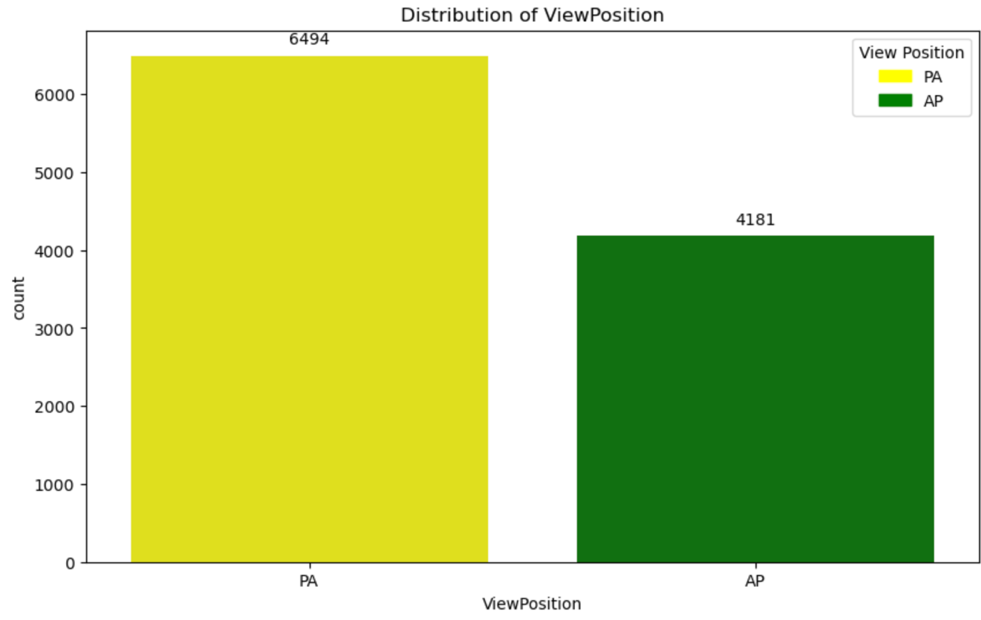 Distribution of ViewPosition
6494
View Position
PA
AP
6000
5000
4181
4000
count
3000
2000
1000
0
PA
AP
ViewPosition